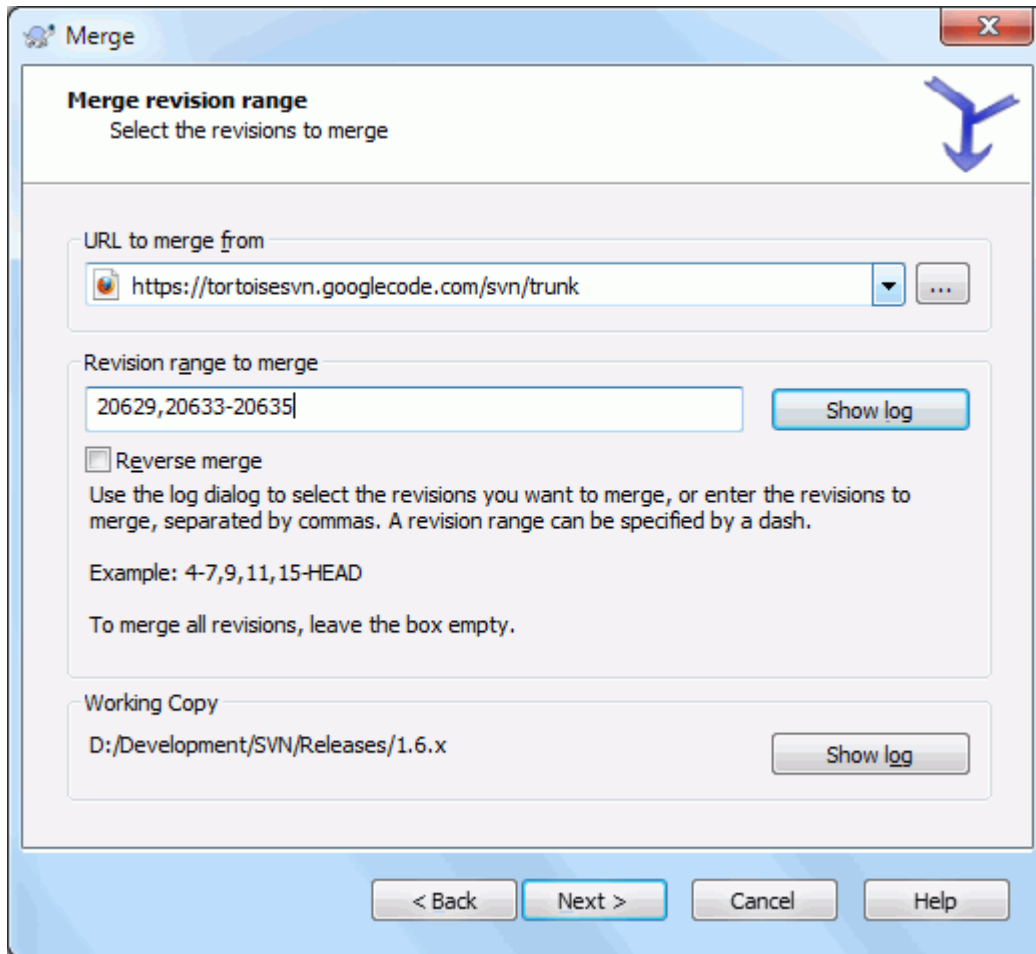 Merge
Merge revision range
Select the revisions to merge
URL to merge from
https://tortoisesvn.googlecode.com/svn/trunk
...
Revision range to merge
20629,20633-20635
Show log
Reverse merge
Use the log dialog to select the revisions you want to merge, or enter the revisions to
merge, separated by commas. A revision range can be specified by a dash.
Example: 4-7,9,11,15-HEAD
To merge all revisions, leave the box empty.
Working Copy
D:/Development/SVN/Releases/1.6.x
Show log
< Back
Next >
Cancel
Help